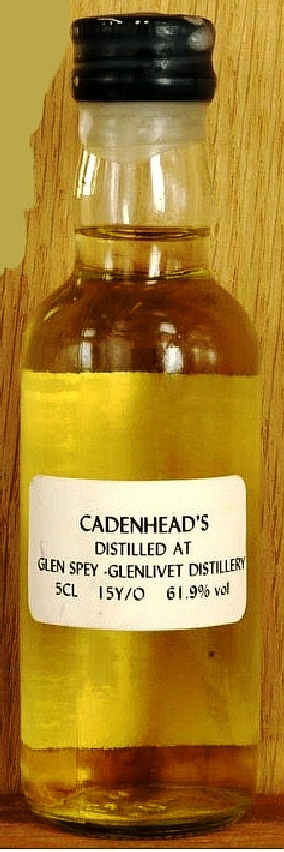 CADENHEAD'S
DISTILLED AT
GLEN SPEY -GLENLIVET DISTILLERY
5CL 15Y/O 61.9% vol